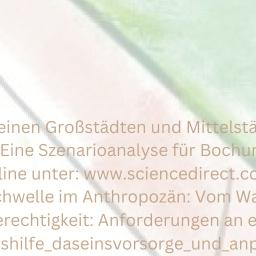 einen Großstädten und Mittelstä
Eine Szenarioanalyse für Bochu
line unter: www.sciencedirect.co
chwelle im Anthropozän: Vom Wa
erechtigkeit: Anforderungen an e
shilfe_daseinsvorsorge_und_anp